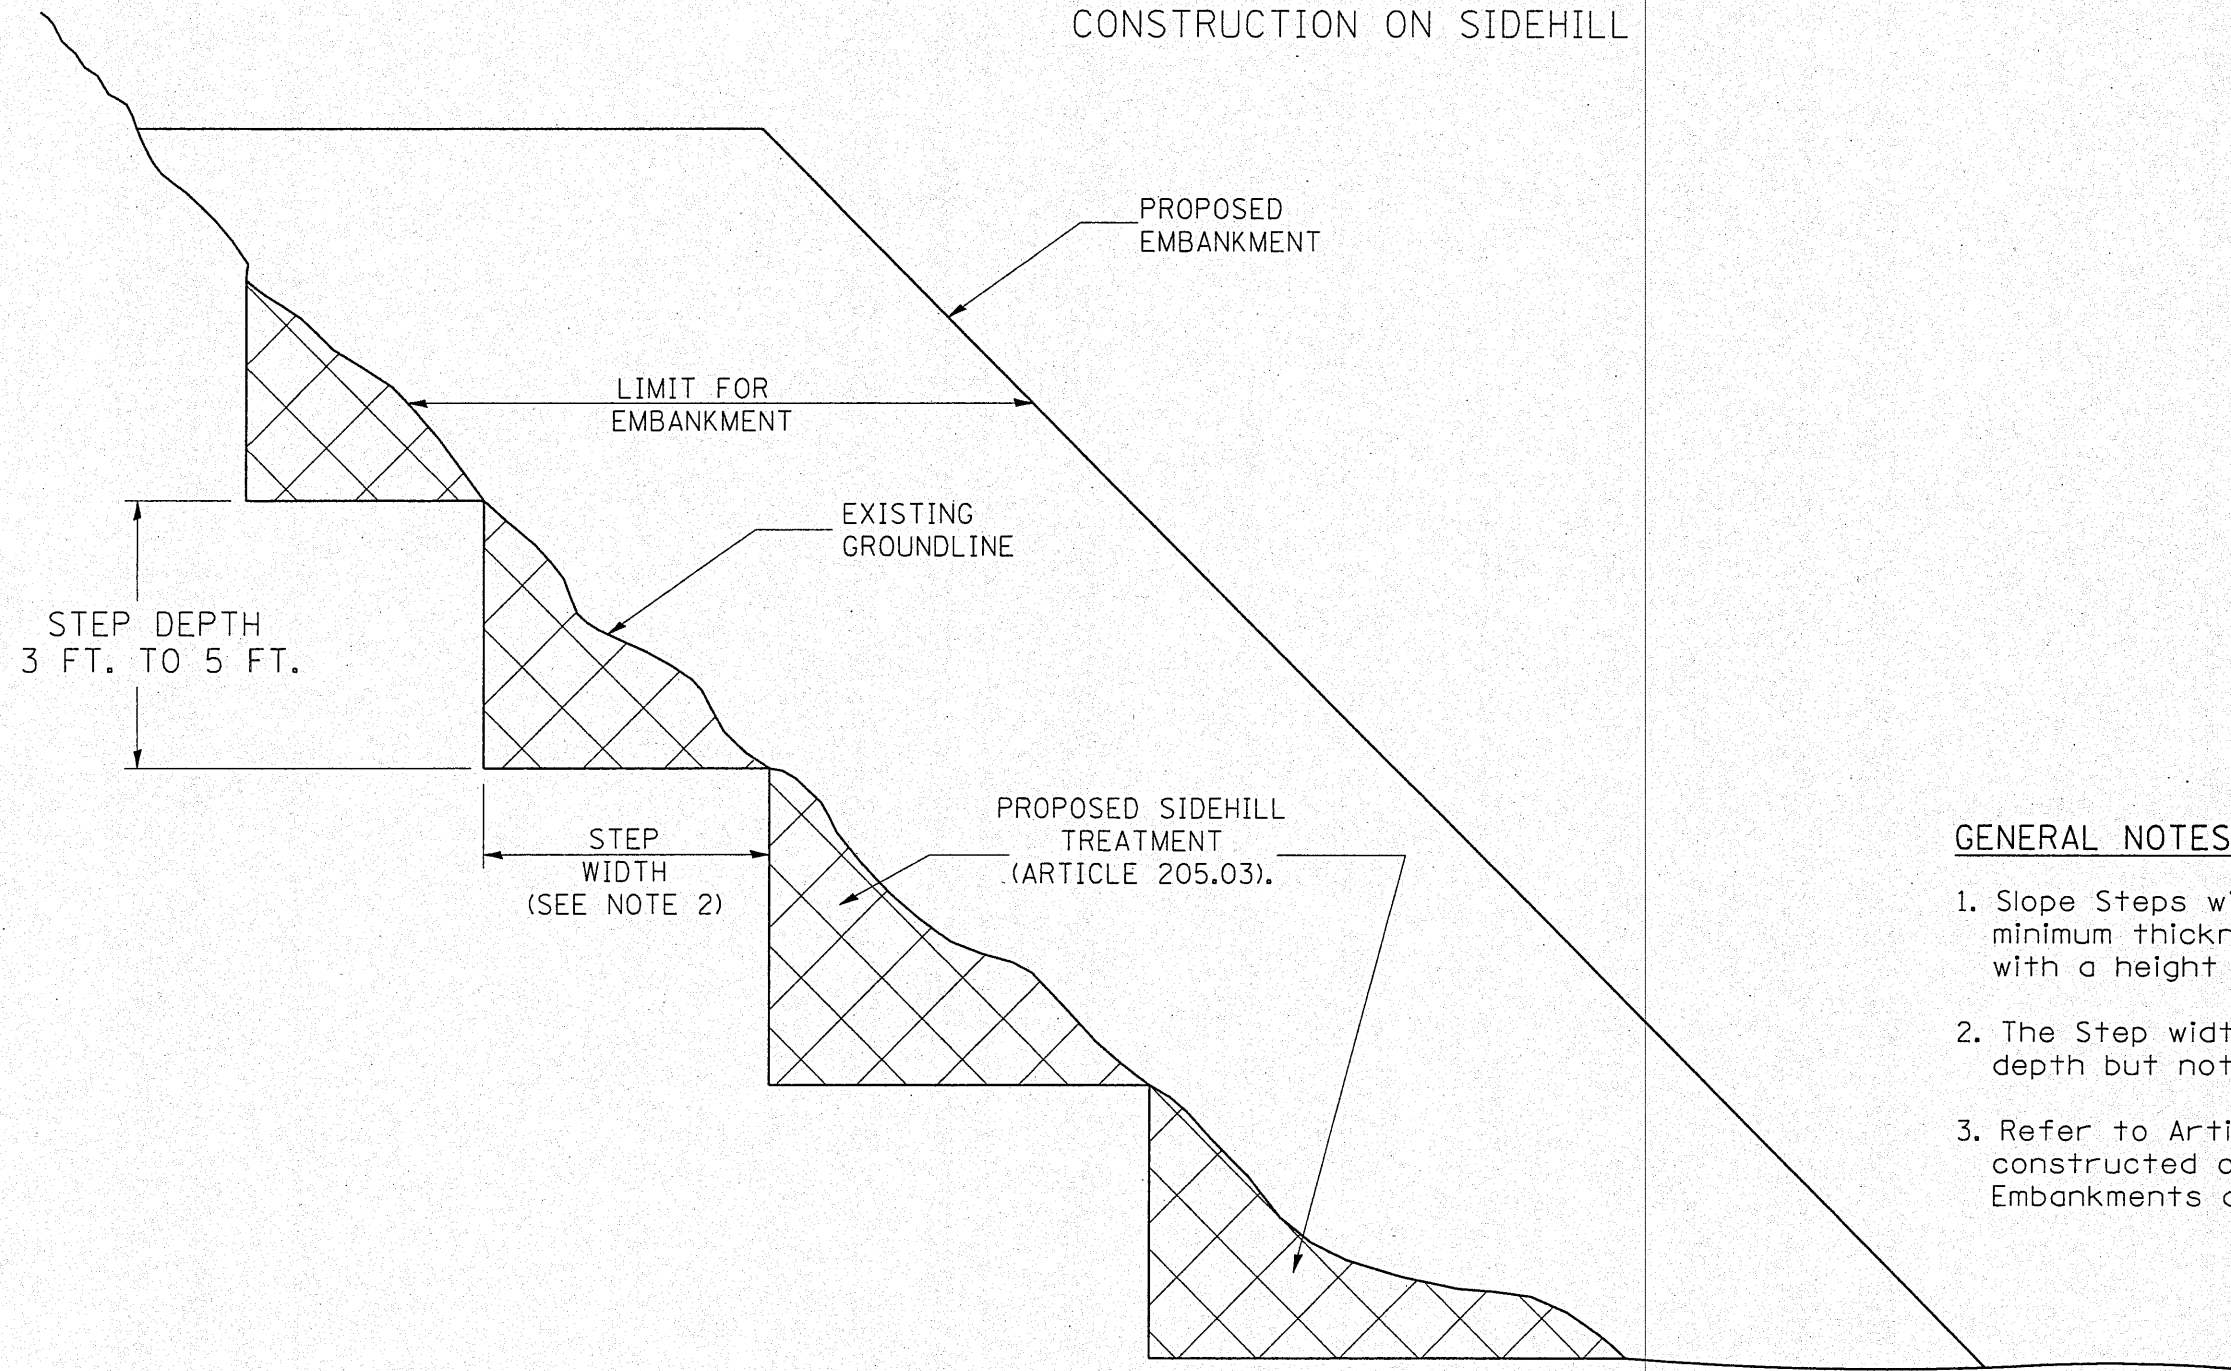 CONSTRUCTION ON SIDEHILL
PROPOSED
EMBANKMENT
LIMIT FOR
EMBANKMENT
EXISTING
GROUNDLINE
STEP DEPTH
3 FT. TO 5 FT.
STEP
WIDTH
(SEE NOTE 2)
PROPOSED SIDEHILL
TREATMENT
(ARTICLE 205.03).
GENERAL NOTES
1. Slope Steps
minimum
with a height
2. The Step
depth but not
3. Refer to
constructed
Embankments